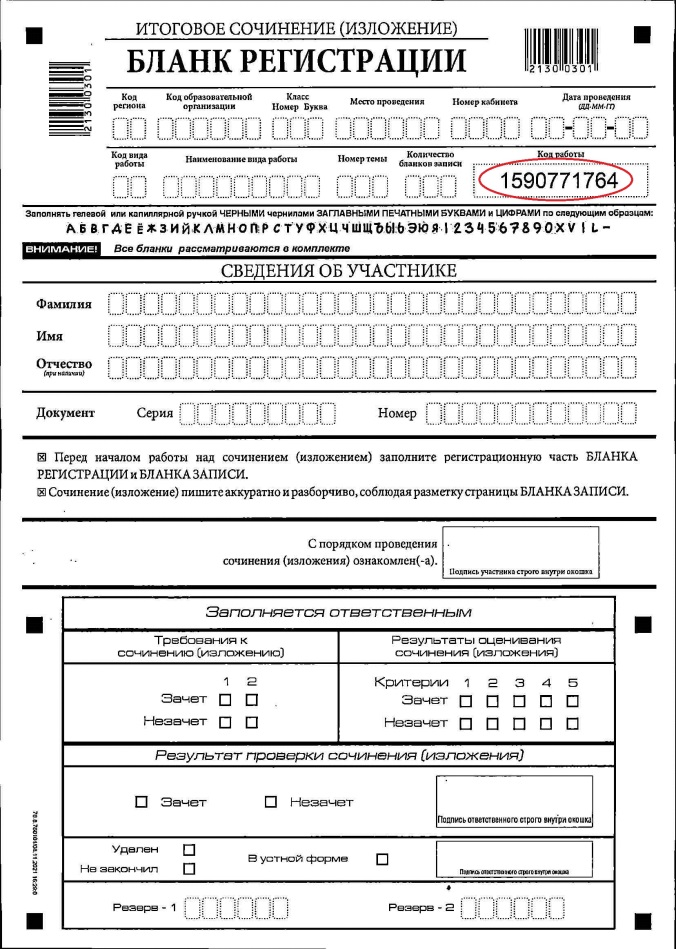 ИТОГОВОЕ СОЧИНЕНИЕ (ИЗЛОЖЕНИЕ)
БЛАНК РЕГИСТРАЦИИ
2130 0301
2130 0301
Код региона
Код образовательной организации
Класс
Номер Буква
Место проведения
Номер кабинета
Дата проведения
(ДД-ММ-ГГ)
Код вида работы
Наименование вида работы
Номер темы
Количество бланков записи
Код работы
1590771764
Заполнять гелевой или капиллярной ручкой ЧЕРНЫМИ чернилами ЗАГЛАВНЫМИ ПЕЧАТНЫМИ БУКВАМИ и ЦИФРАМИ по следующим образцам:
АБВГДЕЁЖЗИЙКЛМНОПРСТУФХЦЧШЩЪЫЬЭЮЯ1234567890XVIL-
ВНИМАНИЕ! Все бланки рассматриваются в комплекте
СВЕДЕНИЯ ОБ УЧАСТНИКЕ
Фамилия
Имя
Отчество
(при наличии)
Документ Серия Номер
Перед началом работы над сочинением (изложением) заполните регистрационную часть БЛАНКА
РЕГИСТРАЦИИ и БЛАНКА ЗАПИСИ.
Сочинение (изложение) пишите аккуратно и разборчиво, соблюдая разметку страницы БЛАНКА ЗАПИСИ.
С порядком проведения
сочинения (изложения) ознакомлен(-а).
Подпись участника строго внутри окошка
Заполняется ответственным
Требования к
сочинению (изложению)
Результаты оценивания
сочинения (изложения)
1 2
Зачет
Незачет
Критерии 1 2 3 4 5
Зачет
Незачет
Результат проверки сочинения (изложения)
Зачет Незачет
Подпись ответственного строго внутри окошка
Удален
Не закончил
В устной форме
Подпись ответственного строго внутри окошка
Резерв - 1
Резерв - 2